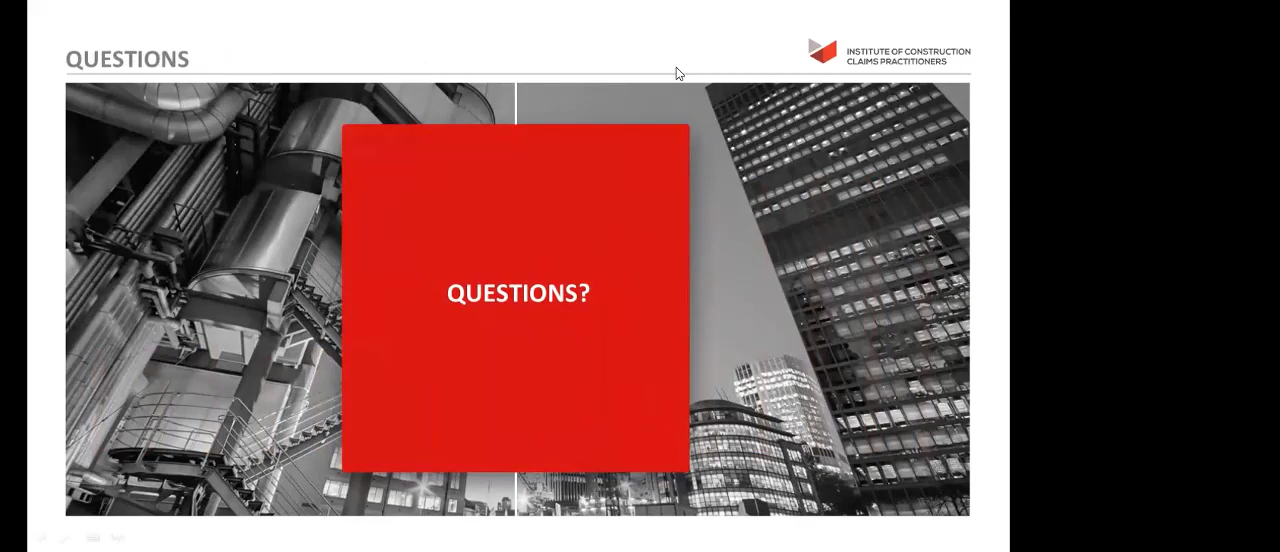 QUESTIONS
INSTITUTE OF CONSTRUCTION
CLAIMS PRACTITIONERS
QUESTIONS?